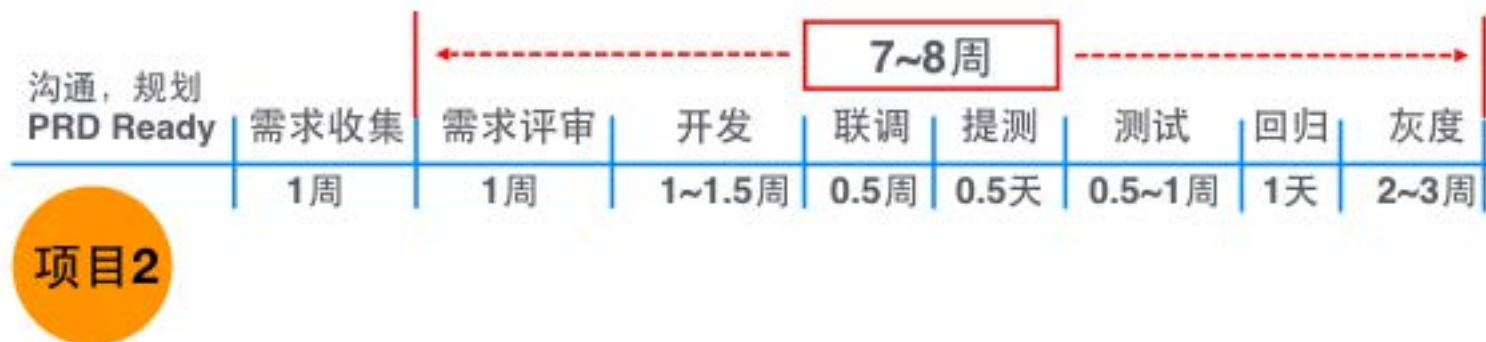 7~8周
沟通，规划
PRD Ready 需求收集 需求评审 开发 联调 提测 测试 回归 灰度
1周 1周 1~1.5周 0.5周 0.5天 0.5~1周 1天 2~3周
项目2